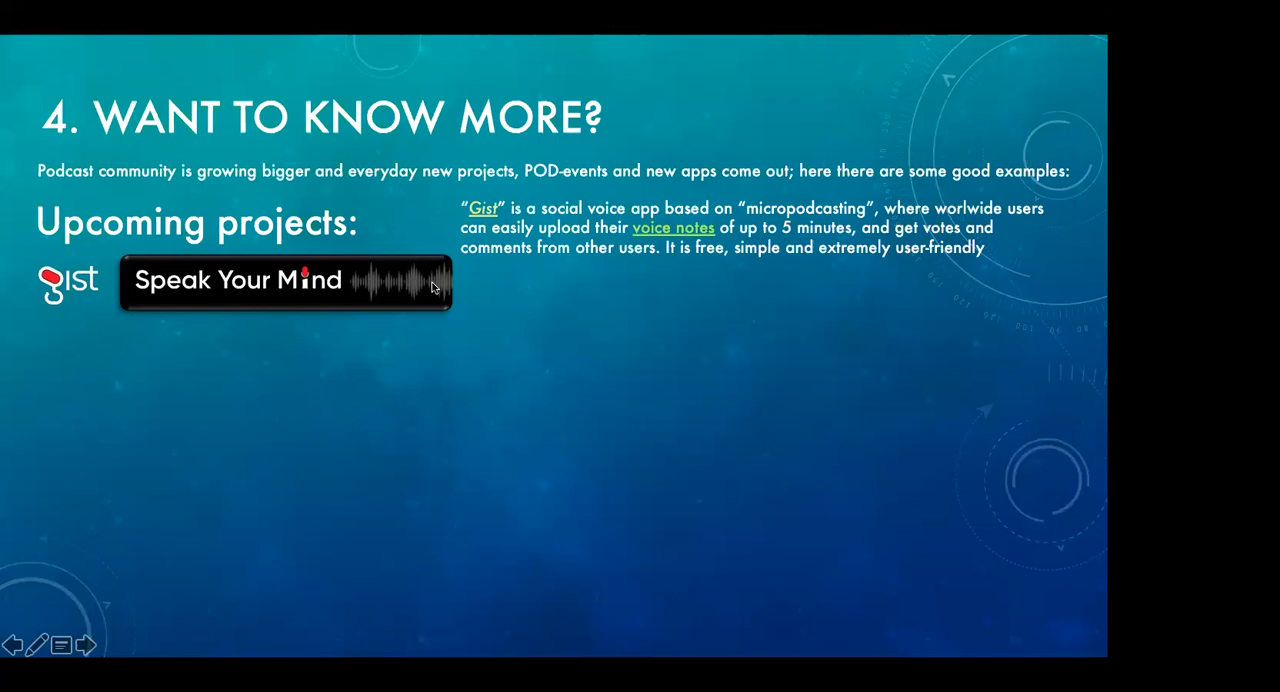 4. WANT TO KNOW MORE?
Podcast community is growing bigger and everyday new projects, POD-events and new apps come out; here there are some good examples:
Upcoming projects:
“Gist” is a social voice app based on “micropodcasting”, where worlwide users
can easily upload their voice notes of up to 5 minutes, and get votes and
comments from other users. It is free, simple and extremely user-friendly
gist
Speak Your Mind